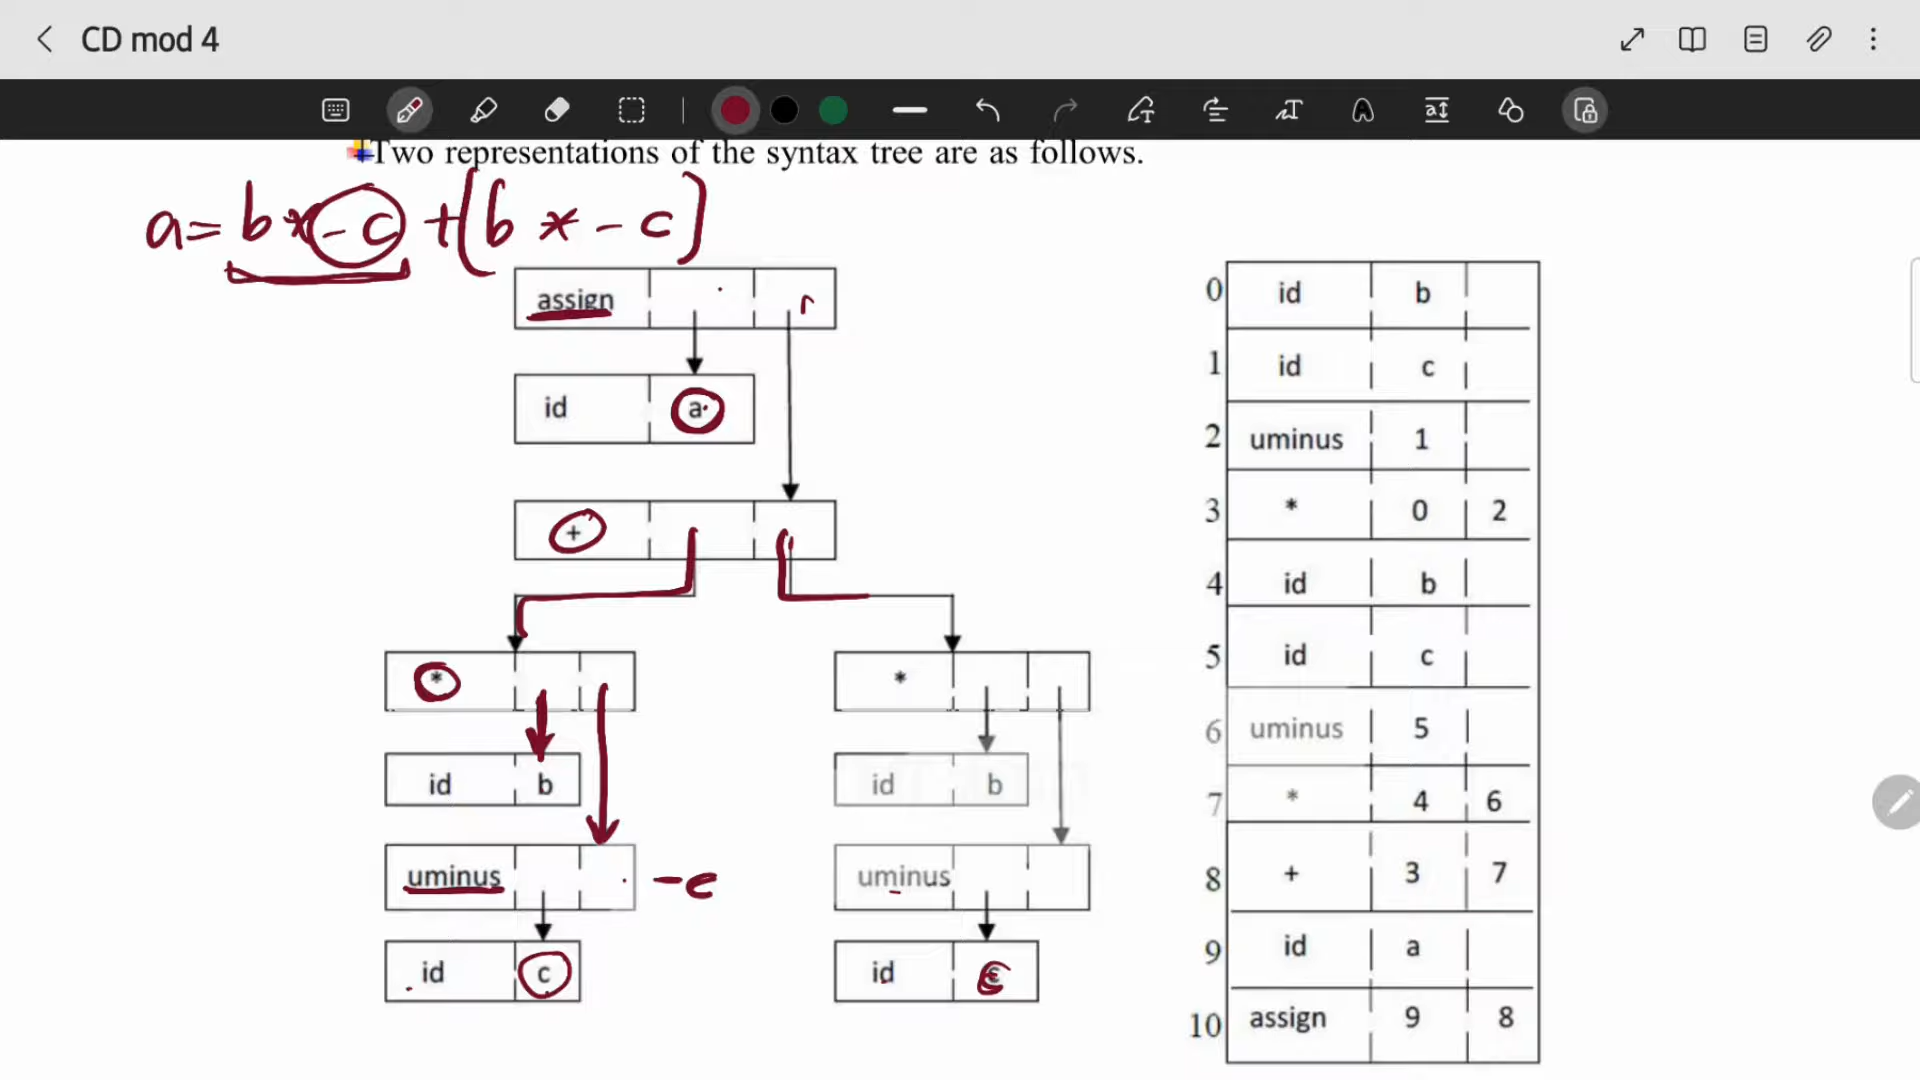 CD mod 4
Two representations of the syntax tree are as follows.
a = b * -c + (b * -c)
assign r
id a
+
* *
id b id b
uminus -c uminus
id c id c
0 id b
1 id c
2 uminus 1
3 * 0 2
4 id b
5 id c
6 uminus 5
7 * 4 6
8 + 3 7
9 id a
10 assign 9 8